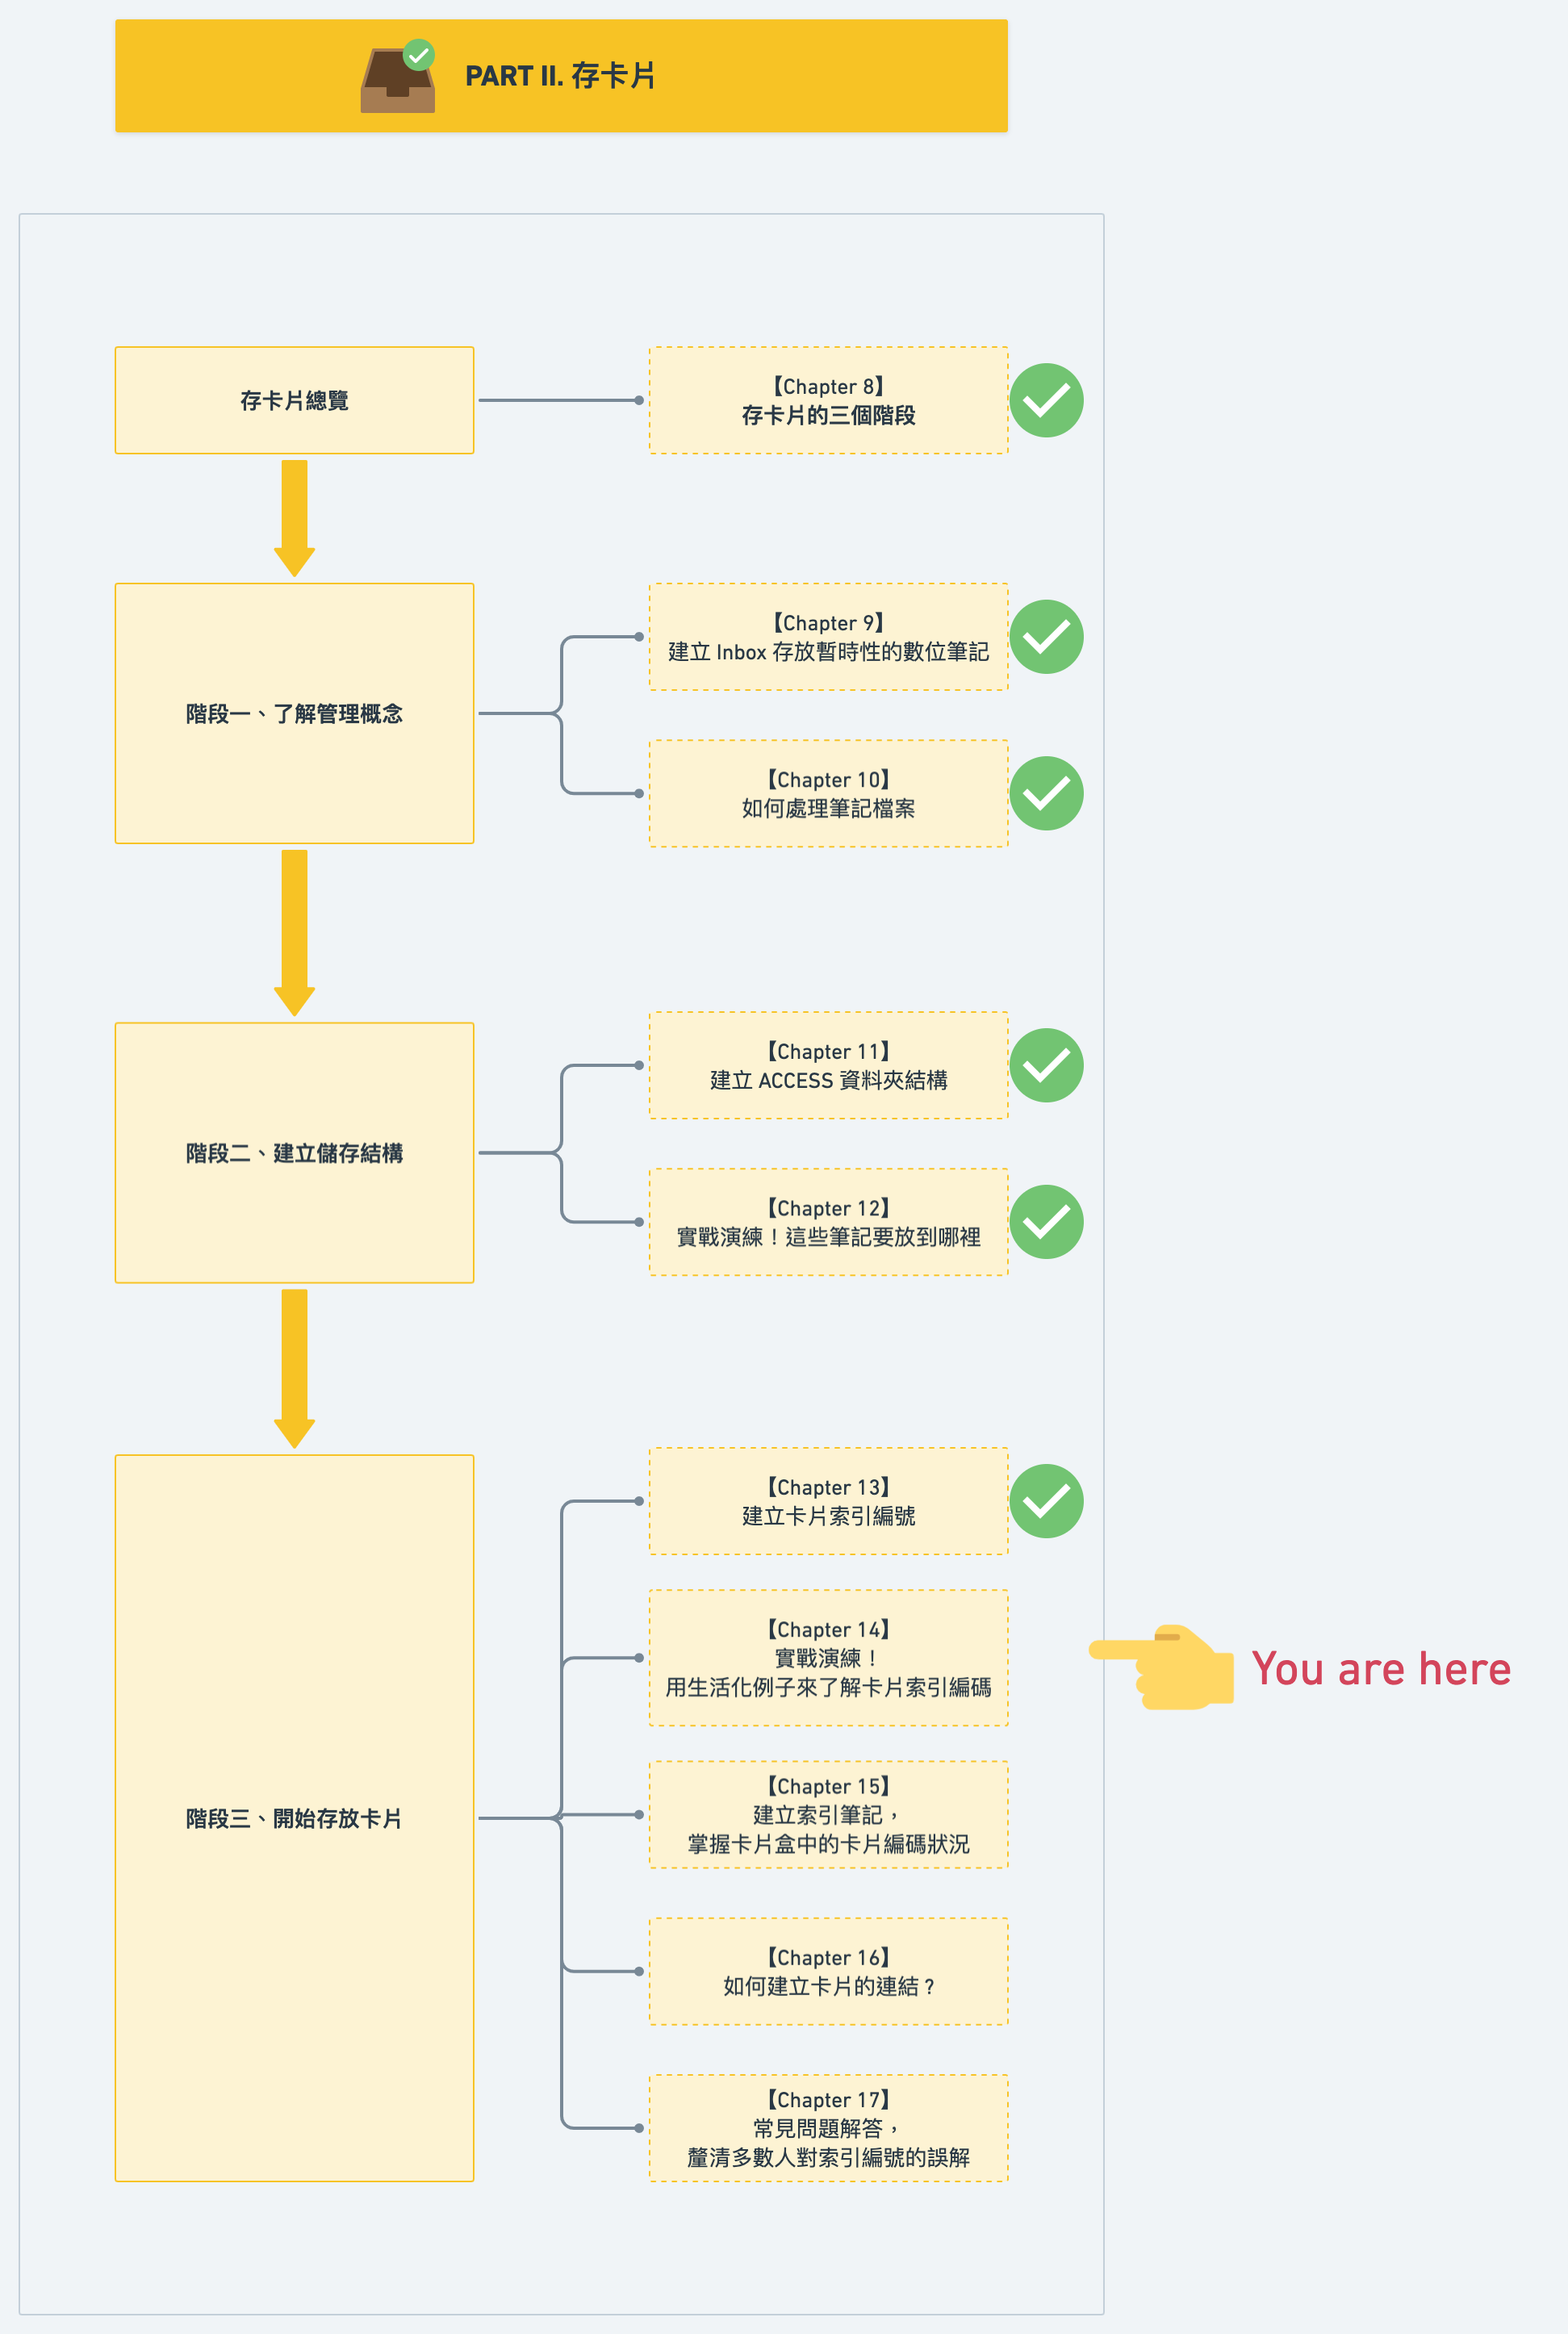 PART II. 存卡片
存卡片總覽
【Chapter 8】
存卡片的三個階段
階段一、了解管理概念
【Chapter 9】
建立 Inbox 存放暫時性的數位筆記
【Chapter 10】
如何處理筆記檔案
階段二、建立儲存結構
【Chapter 11】
建立 ACCESS 資料夾結構
【Chapter 12】
實戰演練！這些筆記要放到哪裡
階段三、開始存放卡片
【Chapter 13】
建立卡片索引編號
【Chapter 14】
實戰演練！
用生活化例子來了解卡片索引編碼
You are here
【Chapter 15】
建立索引筆記，
掌握卡片盒中的卡片編碼狀況
【Chapter 16】
如何建立卡片的連結？
【Chapter 17】
常見問題解答，
釐清多數人對索引編號的誤解